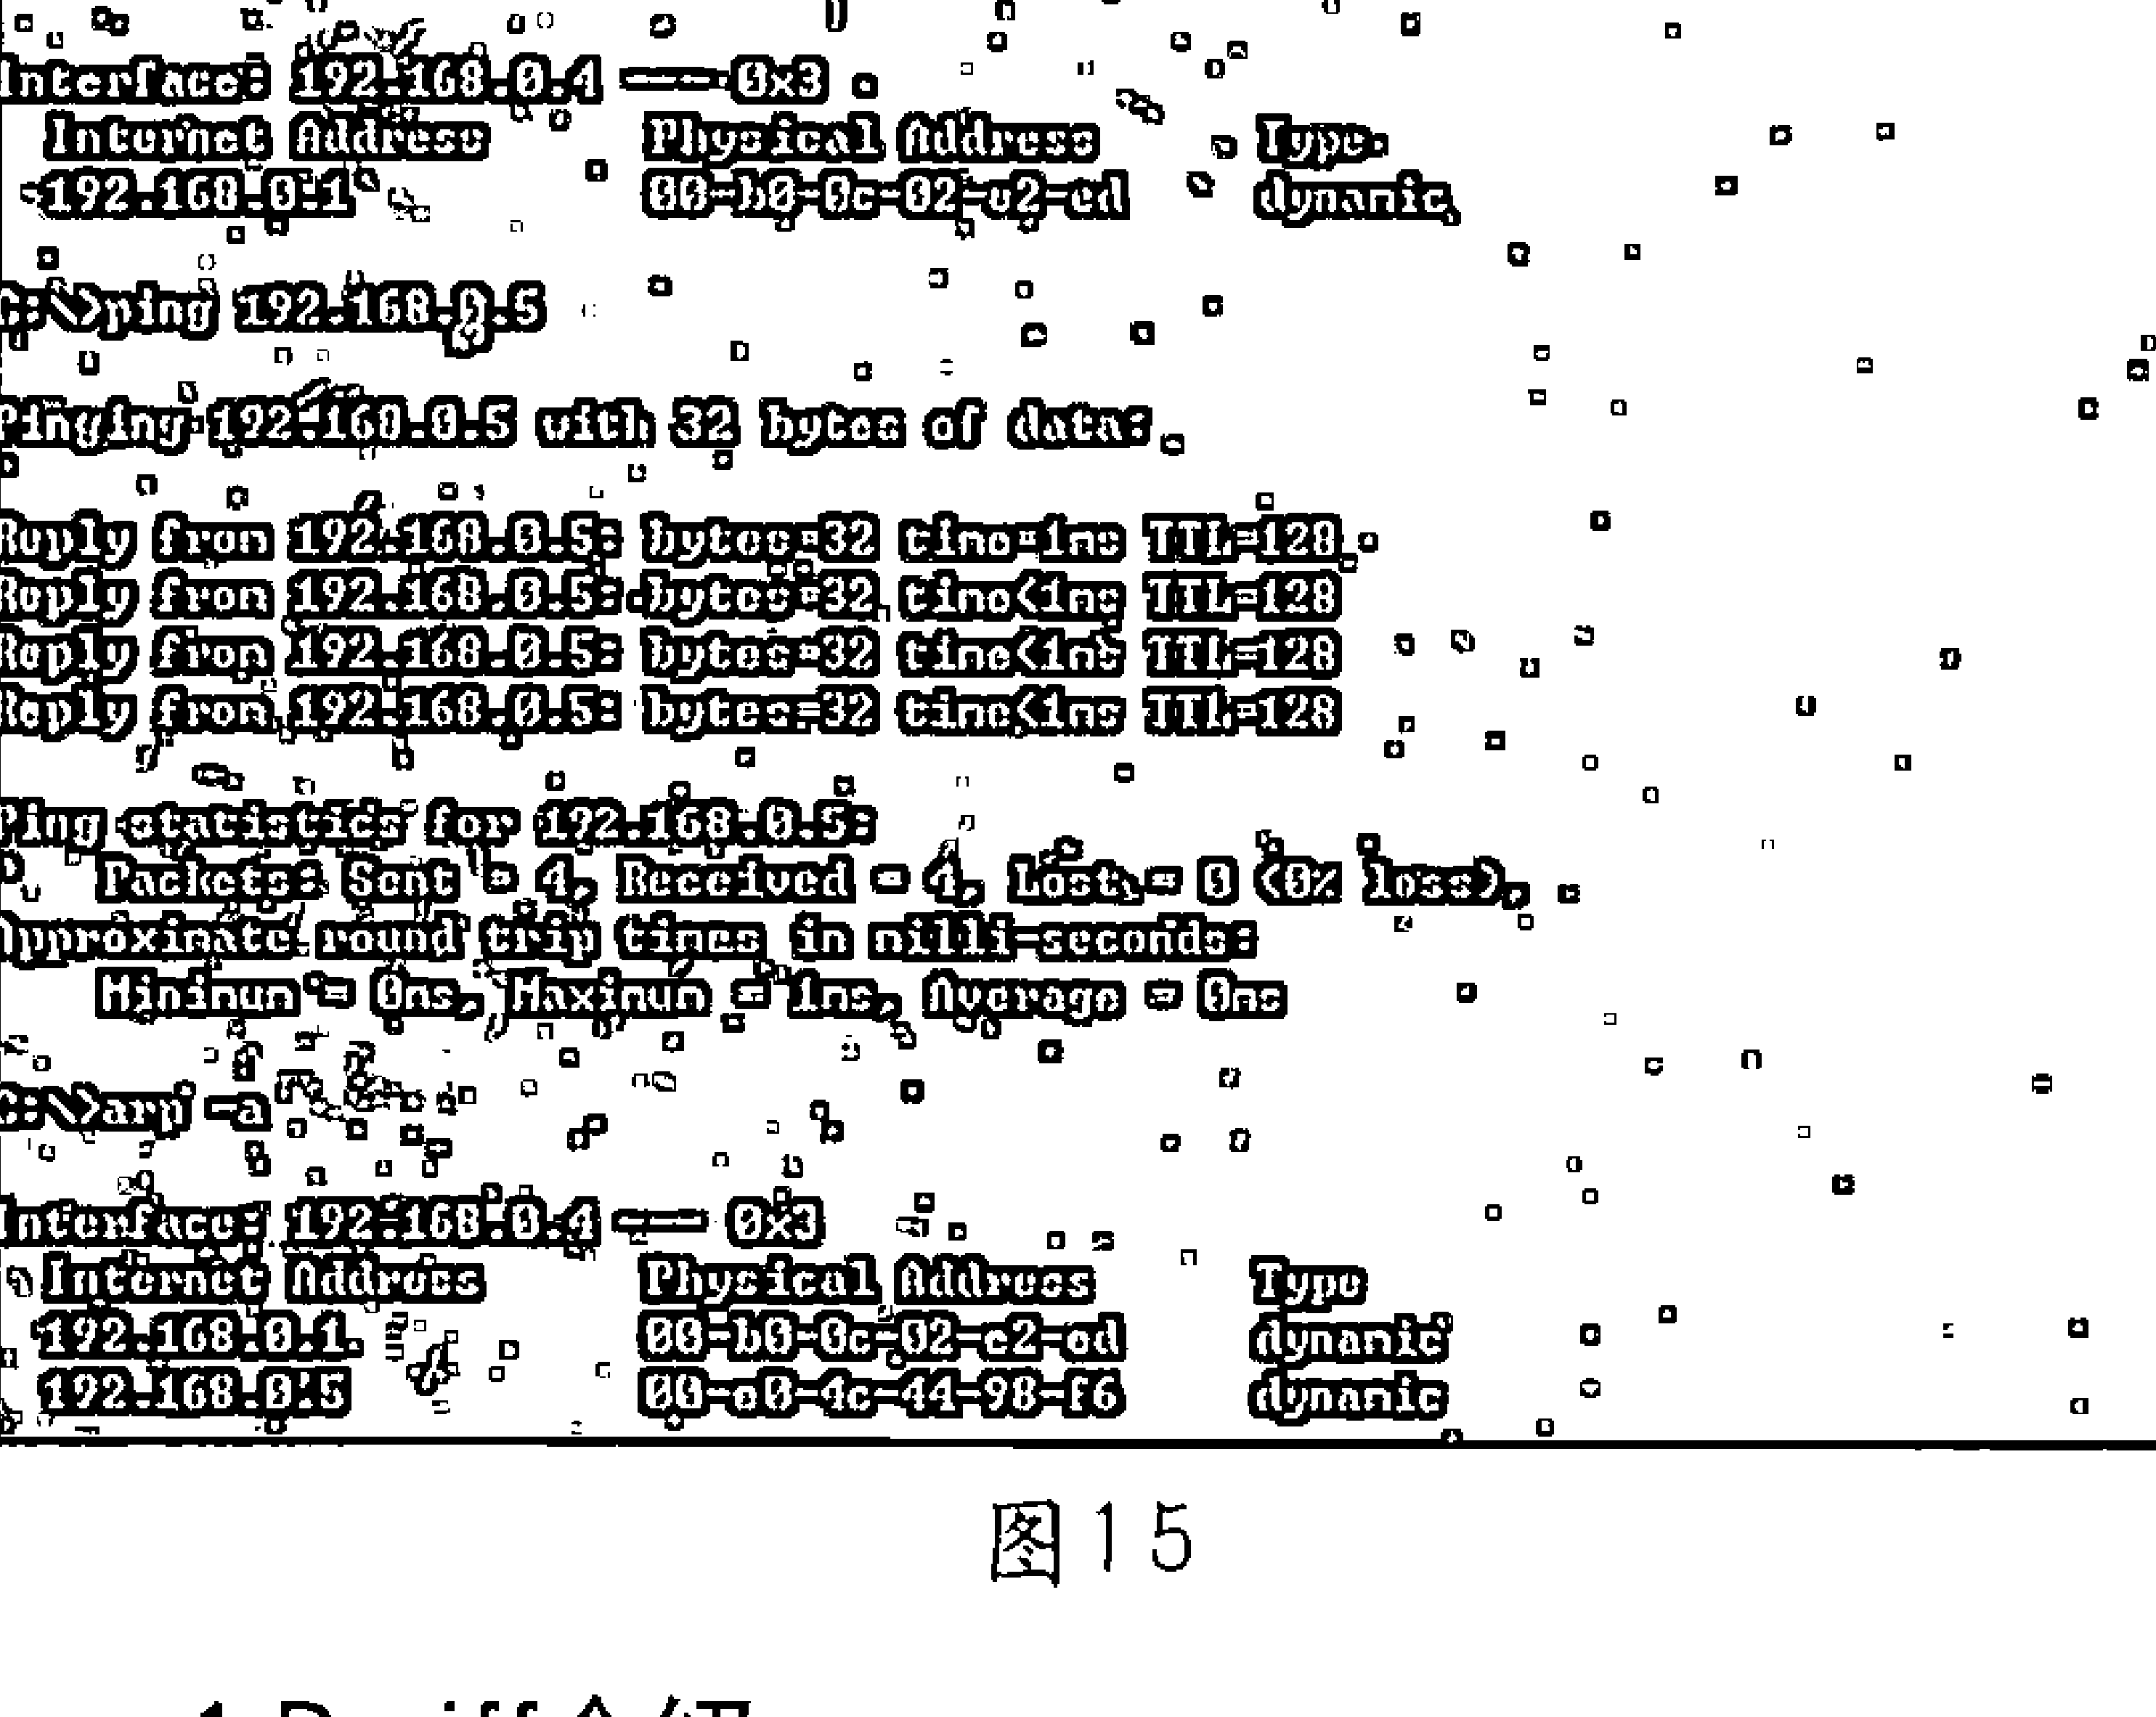 Interface: 192.168.0.4 --- 0x3
Internet Address Physical Address Type
192.168.0.1 00-b0-0c-02-e2-ed dynamic
C:\>ping 192.168.0.5
Pinging 192.168.0.5 with 32 bytes of data:
Reply from 192.168.0.5: bytes=32 time=1ms TTL=128
Reply from 192.168.0.5: bytes=32 time<1ms TTL=128
Reply from 192.168.0.5: bytes=32 time<1ms TTL=128
Reply from 192.168.0.5: bytes=32 time<1ms TTL=128
Ping statistics for 192.168.0.5:
Packets: Sent = 4, Received = 4, Lost = 0 (0% loss),
Approximate round trip times in milli-seconds:
Minimum = 0ms, Maximum = 1ms, Average = 0ms
C:\>arp -a
Interface: 192.168.0.4 --- 0x3
Internet Address Physical Address Type
192.168.0.1 00-b0-0c-02-e2-ed dynamic
192.168.0.5 00-e0-4c-44-98-f6 dynamic
图15